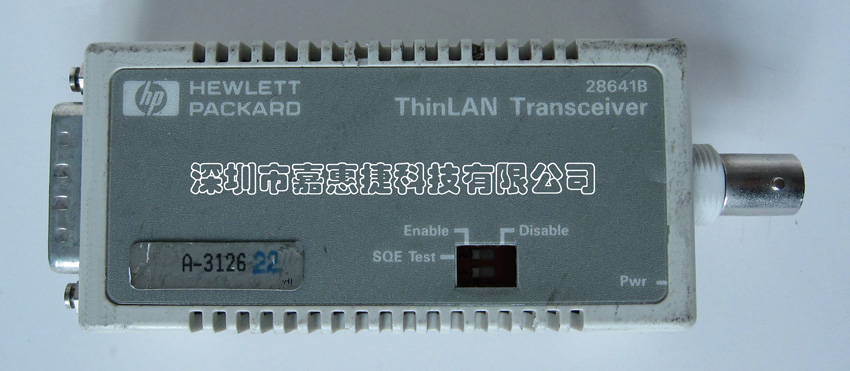 hp HEWLETT
PACKARD
28641B
ThinLAN Transceiver
深圳市嘉惠捷科技有限公司
Enable Disable
SQE Test
A-3126 22
Pwr